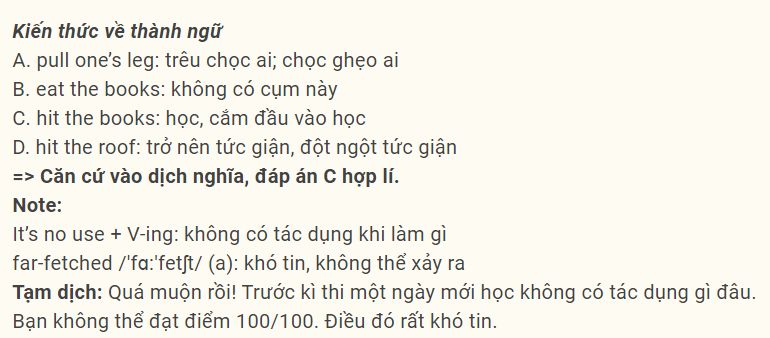 Kiến thức về thành ngữ
A. pull one’s leg: trêu chọc ai; chọc ghẹo ai
B. eat the books: không có cụm này
C. hit the books: học, cắm đầu vào học
D. hit the roof: trở nên tức giận, đột ngột tức giận
=> Căn cứ vào dịch nghĩa, đáp án C hợp lí.
Note:
It’s no use + V-ing: không có tác dụng khi làm gì
far-fetched /ˈfɑːˈfetʃt/ (a): khó tin, không thể xảy ra
Tạm dịch: Quá muộn rồi! Trước kì thi một ngày mới học không có tác dụng gì đâu.
Bạn không thể đạt điểm 100/100. Điều đó rất khó tin.